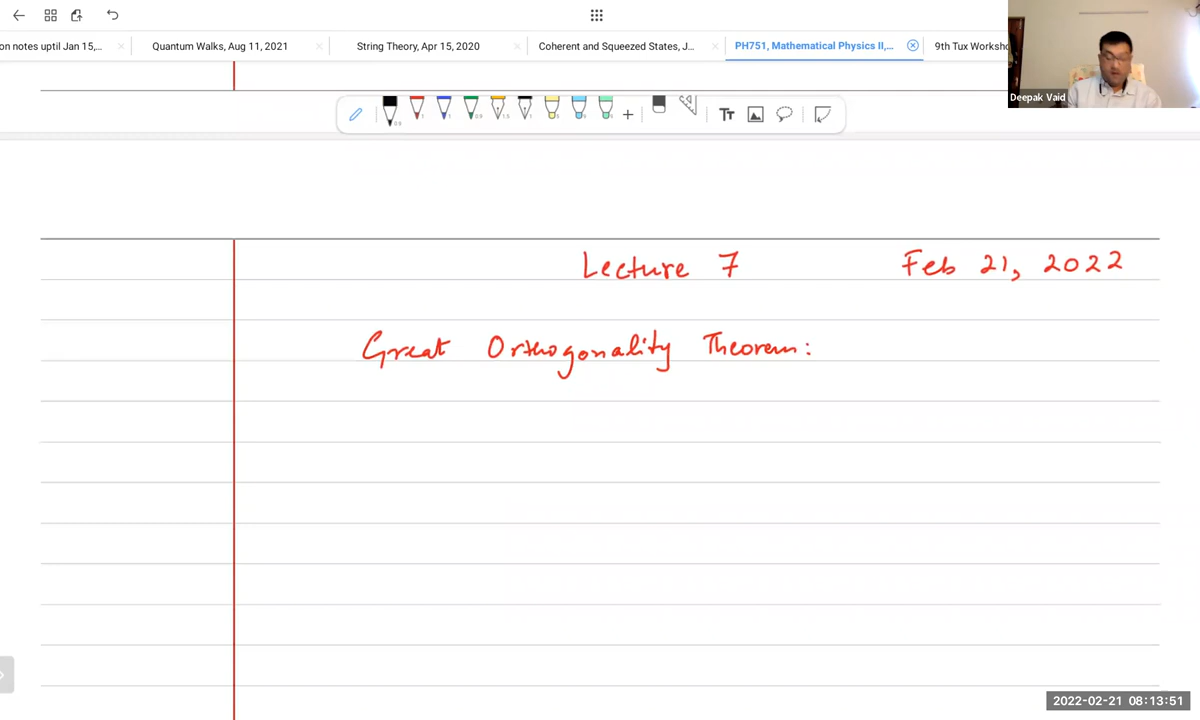 on notes uptil Jan 15,...
Quantum Walks, Aug 11, 2021
String Theory, Apr 15, 2020
Coherent and Squeezed States, J...
PH751, Mathematical Physics II,...
9th Tux Worksho
Deepak Vaid
Tт
Lecture 7 Feb 21, 2022
Great Orthogonality Theorem:
2022-02-21 08:13:51